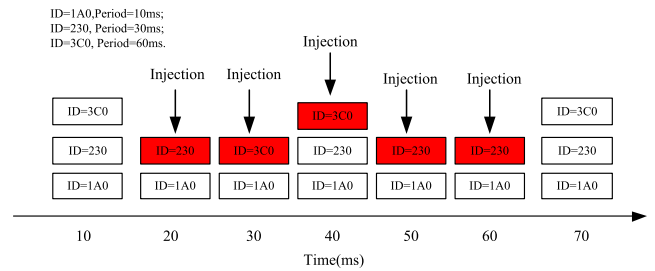 ID=1A0,Period=10ms;
ID=230, Period=30ms;
ID=3C0, Period=60ms.
Injection
Injection Injection Injection Injection
ID=3C0 ID=3C0 ID=3C0
ID=230 ID=230 ID=3C0 ID=230 ID=230 ID=230 ID=230
ID=1A0 ID=1A0 ID=1A0 ID=1A0 ID=1A0 ID=1A0 ID=1A0
10 20 30 40 50 60 70
Time(ms)